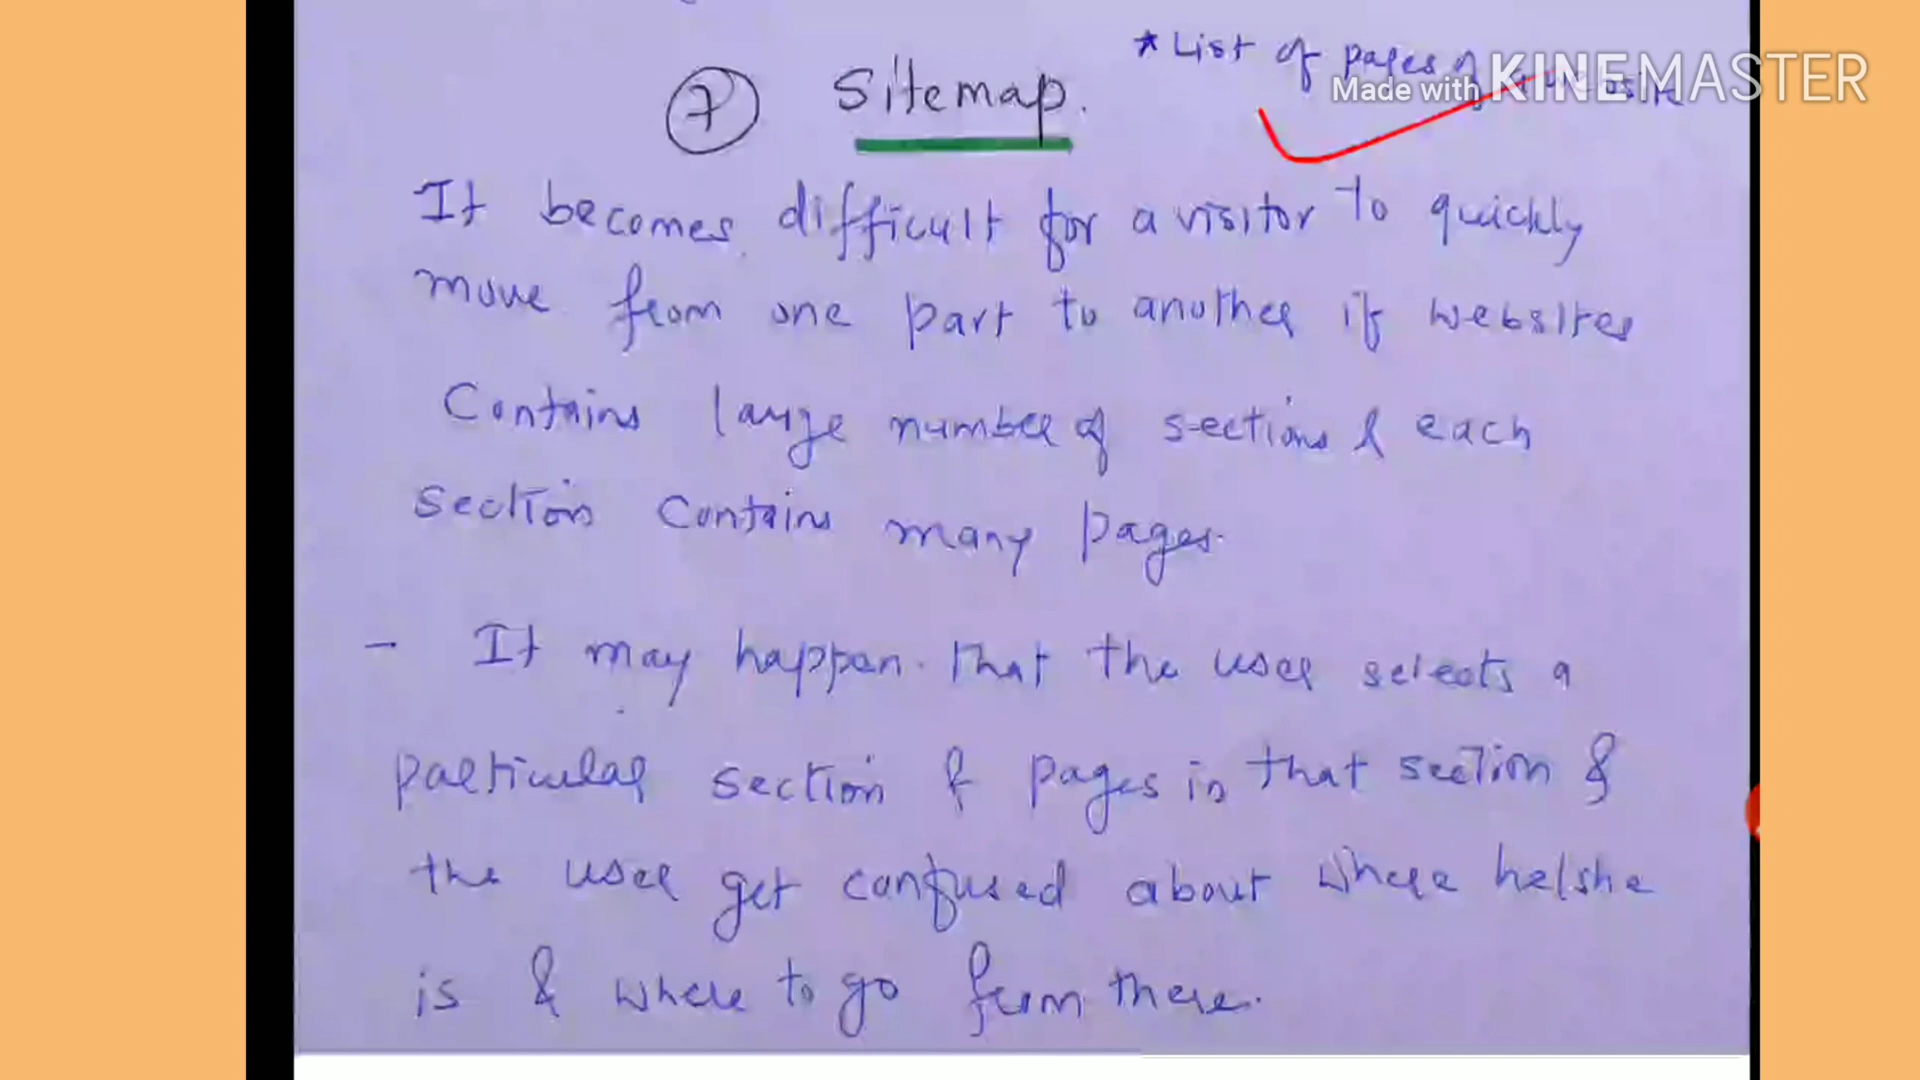 * List of pages of a website
Made with KINEMASTER
7 Sitemap.
It becomes difficult for a visitor to quickly
move from one part to another if websites
Contains large number of sections & each
section contains many pages.
- It may happen that the user selects a
particular section & pages in that section &
the user get confused about where he/she
is & where to go from there.